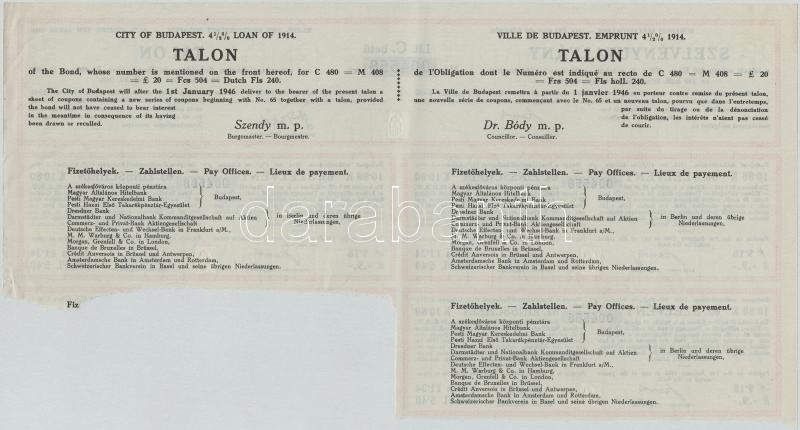 CITY OF BUDAPEST. 4½% LOAN OF 1914.
TALON
of the Bond, whose number is mentioned on the front hereof, for C 480 = M 408
= £ 20 = Fcs 504 = Dutch Fls 240.
The City of Budapest will after the 1st January 1946 deliver to the bearer of the present talon a
sheet of coupons containing a new series of coupons beginning with No. 65 together with a talon, provided
the bond will not have ceased to bear interest
in the meantime in consequence of its having
been drawn or recalled.
Szendy m. p.
Burgomaster. — Bourgmestre.
VILLE DE BUDAPEST. EMPRUNT 4½% 1914.
TALON
de l'Obligation dont le Numéro est indiqué au recto de C 480 = M 408 = £ 20
= Frs 504 = Fls holl. 240.
La Ville de Budapest remettra à partir du 1 janvier 1946 au porteur contre remise du présent talon,
une nouvelle série de coupons, commençant avec le No. 65 et un nouveau talon, pourvu que dans l'entretemps,
par suite du tirage ou de la dénonciation
de l'obligation, les intérêts n'aient pas cessé
de courir.
Dr. Bódy m. p.
Councillor. — Conseiller.
Fizetőhelyek. — Zahlstellen. — Pay Offices. — Lieux de payement.
A székesfőváros központi pénztára
Magyar Általános Hitelbank
Pesti Magyar Kereskedelmi Bank
Pesti Hazai Első Takarékpénztár-Egyesület
Budapest,
Dresdner Bank
Darmstädter und Nationalbank Kommanditgesellschaft auf Aktien
Commerz- und Privat-Bank Aktiengesellschaft
in Berlin und deren übrige
Niederlassungen,
Deutsche Effecten- und Wechsel-Bank in Frankfurt a/M.,
M. M. Warburg & Co. in Hamburg,
Morgan, Grenfell & Co. in London,
Banque de Bruxelles in Brüssel,
Crédit Anversois in Brüssel und Antwerpen,
Amsterdamsche Bank in Amsterdam und Rotterdam,
Schweizerischer Bankverein in Basel und seine übrigen Niederlassungen.
Fizetőhelyek. — Zahlstellen. — Pay Offices. — Lieux de payement.
A székesfőváros központi pénztára
Magyar Általános Hitelbank
Pesti Magyar Kereskedelmi Bank
Pesti Hazai Első Takarékpénztár-Egyesület
Budapest,
Dresdner Bank
Darmstädter und Nationalbank Kommanditgesellschaft auf Aktien
Commerz- und Privat-Bank Aktiengesellschaft
in Berlin und deren übrige
Niederlassungen,
Deutsche Effecten- und Wechsel-Bank in Frankfurt a/M.,
M. M. Warburg & Co. in Hamburg,
Morgan, Grenfell & Co. in London,
Banque de Bruxelles in Brüssel,
Crédit Anversois in Brüssel und Antwerpen,
Amsterdamsche Bank in Amsterdam und Rotterdam,
Schweizerischer Bankverein in Basel und seine übrigen Niederlassungen.
Fiz
Fizetőhelyek. — Zahlstellen. — Pay Offices. — Lieux de payement.
A székesfőváros központi pénztára
Magyar Általános Hitelbank
Pesti Magyar Kereskedelmi Bank
Pesti Hazai Első Takarékpénztár-Egyesület
Budapest,
Dresdner Bank
Darmstädter und Nationalbank Kommanditgesellschaft auf Aktien
Commerz- und Privat-Bank Aktiengesellschaft
in Berlin und deren übrige
Niederlassungen,
Deutsche Effecten- und Wechsel-Bank in Frankfurt a/M.,
M. M. Warburg & Co. in Hamburg,
Morgan, Grenfell & Co. in London,
Banque de Bruxelles in Brüssel,
Crédit Anversois in Brüssel und Antwerpen,
Amsterdamsche Bank in Amsterdam und Rotterdam,
Schweizerischer Bankverein in Basel und seine übrigen Niederlassungen.